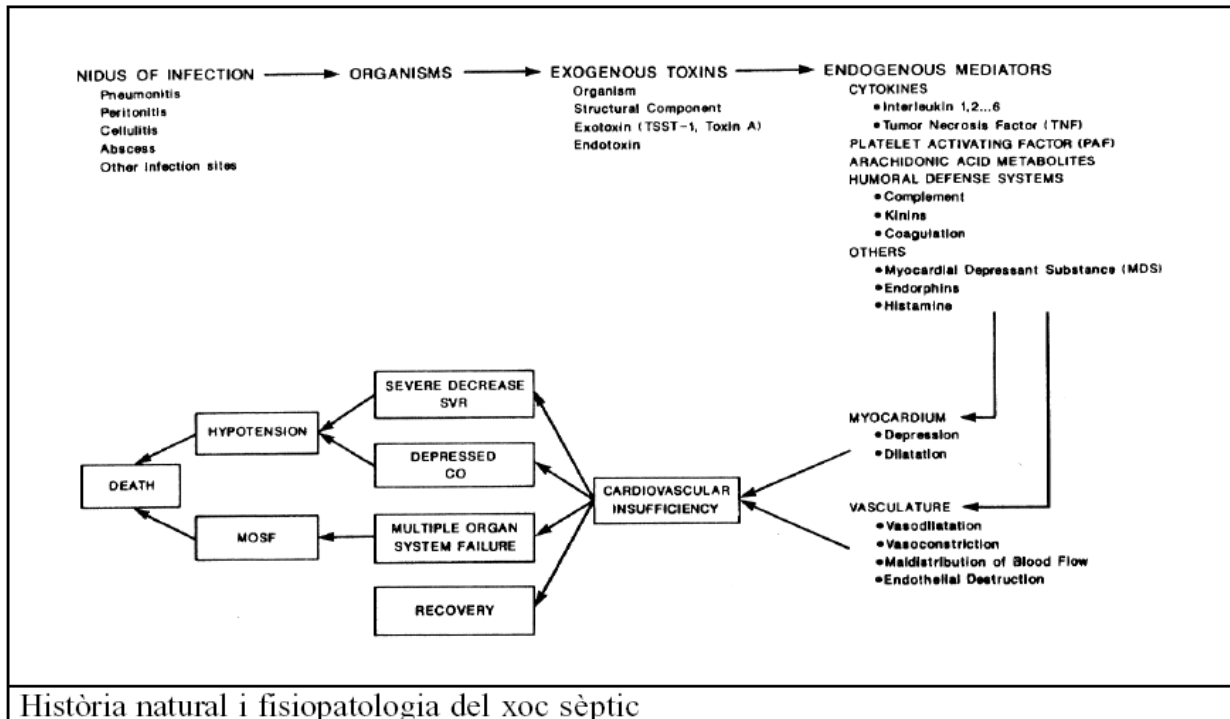 NIDUS OF INFECTION
Pneumonitis
Peritonitis
Cellulitis
Abscess
Other Infection sites
ORGANISMS
EXOGENOUS TOXINS
Organism
Structural Component
Exotoxin (TSST-1, Toxin A)
Endotoxin
ENDOGENOUS MEDIATORS
CYTOKINES
• Interleukin 1,2...6
• Tumor Necrosis Factor (TNF)
PLATELET ACTIVATING FACTOR (PAF)
ARACHIDONIC ACID METABOLITES
HUMORAL DEFENSE SYSTEMS
• Complement
• Kinins
• Coagulation
OTHERS
• Myocardial Depressant Substance (MDS)
• Endorphins
• Histamine
MYOCARDIUM
• Depression
• Dilatation
VASCULATURE
• Vasodilatation
• Vasoconstriction
• Maldistribution of Blood Flow
• Endothelial Destruction
CARDIOVASCULAR
INSUFFICIENCY
SEVERE DECREASE
SVR
DEPRESSED
CO
MULTIPLE ORGAN
SYSTEM FAILURE
RECOVERY
HYPOTENSION
MOSF
DEATH
Història natural i fisiopatologia del xoc sèptic